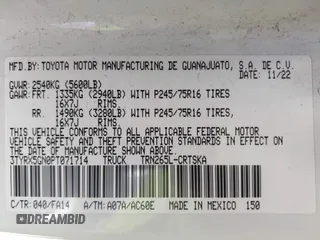 MFD.BY:TOYOTA MOTOR MANUFACTURING DE GUANAJUATO, S.A. DE C.V.
DATE: 11/22
GVWR:2540KG (5600LB)
GAWR:FRT. 1335KG (2940LB) WITH P245/75R16 TIRES
16X7J RIMS,
RR. 1490KG (3280LB) WITH P245/75R16 TIRES,
16X7J RIMS.
THIS VEHICLE CONFORMS TO ALL APPLICABLE FEDERAL MOTOR
VEHICLE SAFETY AND THEFT PREVENTION STANDARDS IN EFFECT ON
THE DATE OF MANUFACTURE SHOWN ABOVE.
3TYRX5GN0PT071714 TRUCK TRN265L-CRTSKA
C/TR:040/FA14 A/TM:A07A/AC60E MADE IN MEXICO 150
DEALERSHIP